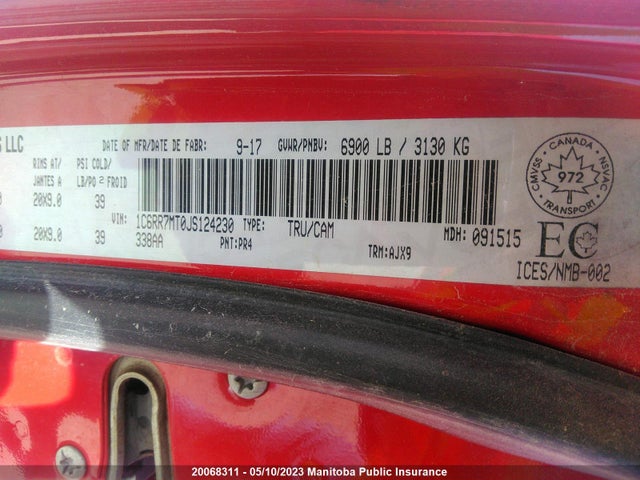 S LLC
DATE OF MFR/DATE DE FABR: 9-17 GVWR/PNBV: 6900 LB / 3130 KG
RIMS AT/ PSI COLD/
JANTES A LB/PO 2 FROID
20X9.0 39
20X9.0 39
VIN: 1C6RR7MT0JS124230 TYPE: TRU/CAM MDH: 091515
338AA PNT:PR4 TRM:AJX9
CMVSS • CANADA • NSVAC
972
TRANSPORT
EC
ICES/NMB-002
20068311 - 05/10/2023 Manitoba Public Insurance